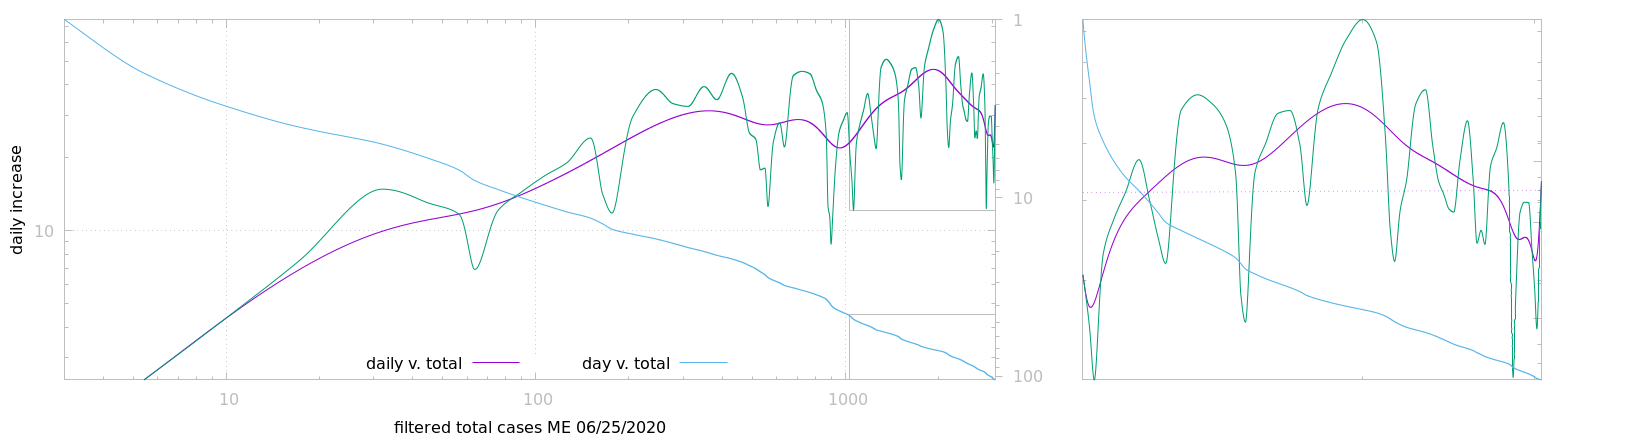 1
daily increase
10
10
daily v. total
day v. total
100
10
100
1000
filtered total cases ME 06/25/2020